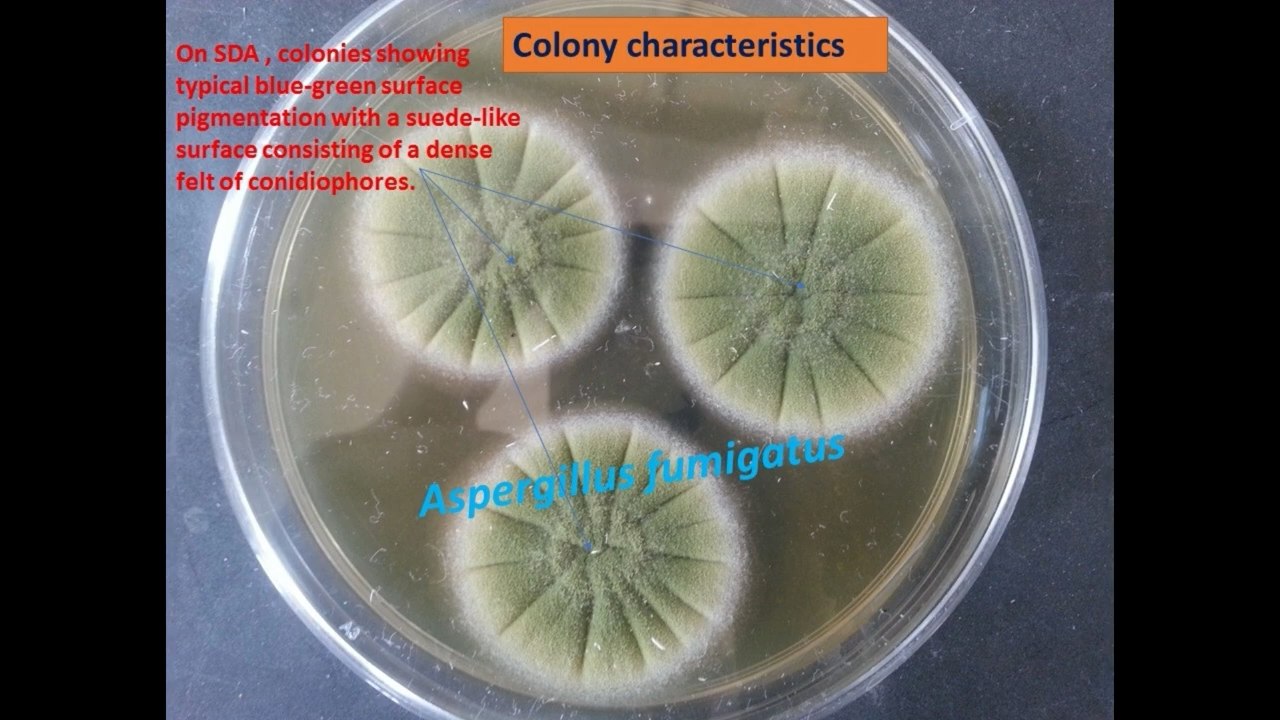 Colony characteristics
On SDA , colonies showing
typical blue-green surface
pigmentation with a suede-like
surface consisting of a dense
felt of conidiophores.
Aspergillus fumigatus